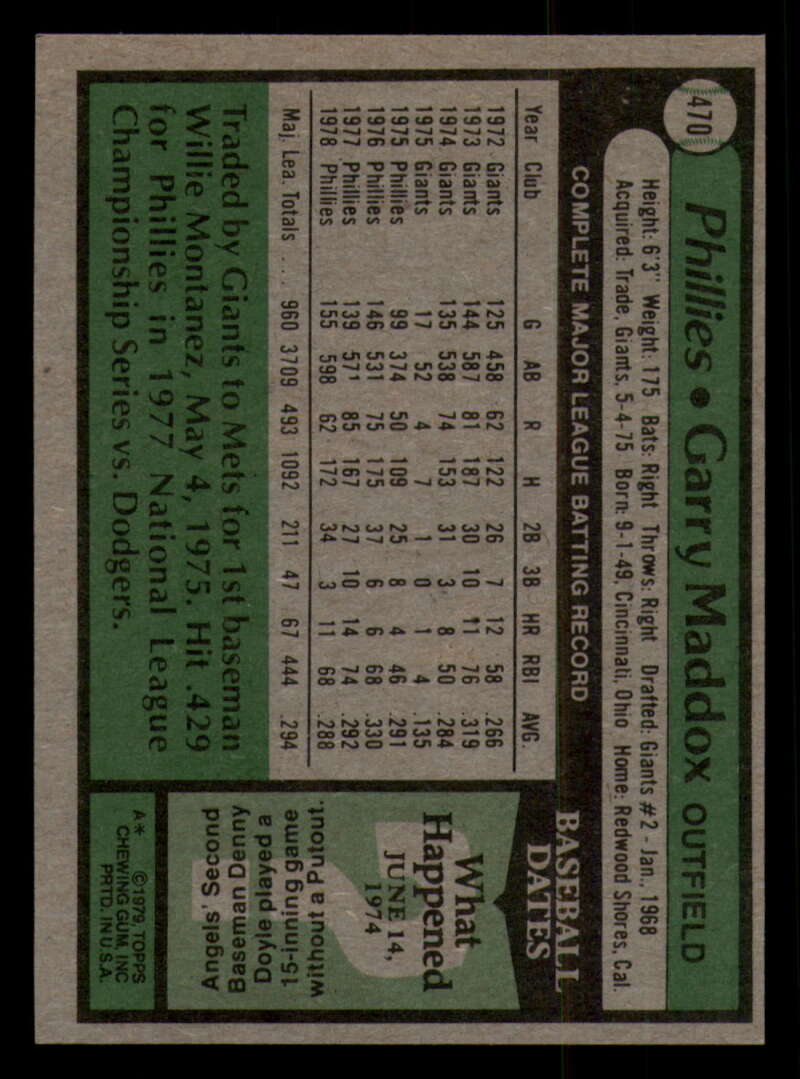 470
Phillies • Garry Maddox OUTFIELD
Height: 6'3" Weight: 175 Bats: Right Throws: Right Drafted: Giants #2 - Jan., 1968
Acquired: Trade, Giants, 5-4-75 Born: 9-1-49, Cincinnati, Ohio Home: Redwood Shores, Cal.
COMPLETE MAJOR LEAGUE BATTING RECORD
Year Club G AB R H 2B 3B HR RBI AVG.
1972 Giants 125 458 62 122 26 7 12 58 .266
1973 Giants 144 587 81 187 30 10 11 76 .319
1974 Giants 135 538 74 153 31 3 8 50 .284
1975 Giants 17 52 4 7 1 0 1 4 .135
1975 Phillies 99 374 50 109 25 8 4 46 .291
1976 Phillies 146 531 75 175 37 6 6 68 .330
1977 Phillies 139 571 85 167 27 10 14 74 .292
1978 Phillies 155 598 62 172 34 3 11 68 .288
Maj. Lea. Totals . . . 960 3709 493 1092 211 47 67 444 .294
Traded by Giants to Mets for 1st baseman
Willie Montanez, May 4, 1975. Hit .429
for Phillies in 1977 National League
Championship Series vs. Dodgers.
BASEBALL
DATES
What
Happened
JUNE 14,
1974
Angels' Second
Baseman Denny
Doyle played a
15-inning game
without a Putout.
A* ©1979, TOPPS
CHEWING GUM, INC
PRTD. IN U.S.A.